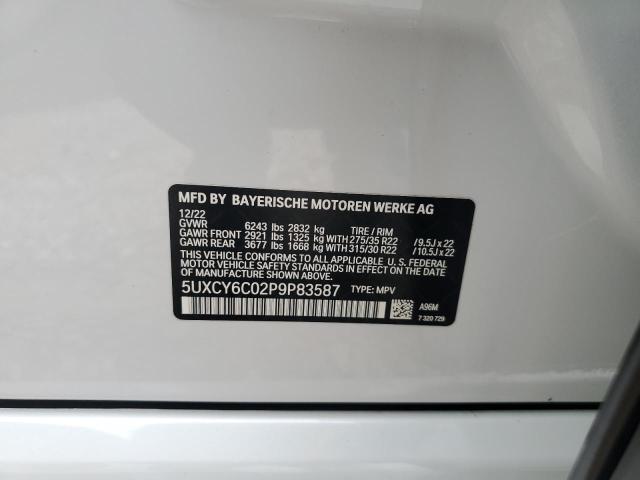 MFD BY BAYERISCHE MOTOREN WERKE AG
12/22
GVWR 6243 lbs 2832 kg TIRE / RIM
GAWR FRONT 2921 lbs 1325 kg WITH 275/35 R22 / 9.5J x 22
GAWR REAR 3677 lbs 1668 kg WITH 315/30 R22 / 10.5J x 22
THIS VEHICLE CONFORMS TO ALL APPLICABLE U.S. FEDERAL
MOTOR VEHICLE SAFETY STANDARDS IN EFFECT ON THE DATE
OF MANUFACTURE SHOWN ABOVE.
5UXCY6C02P9P83587 TYPE: MPV
A96M
7 320 729